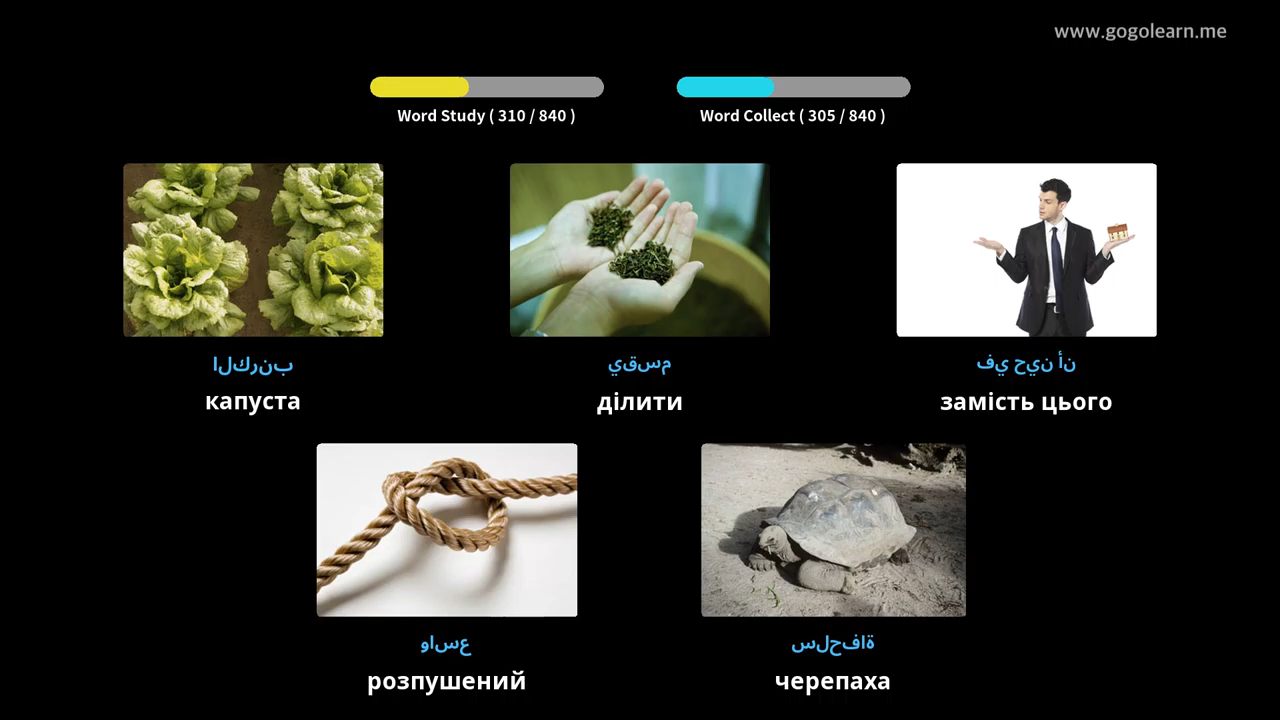 www.gogolearn.me
Word Study ( 310 / 840 )
Word Collect ( 305 / 840 )
الكرنب
капуста
يقسم
ділити
في حين أن
замість цього
واسع
розпушений
سلحفاة
черепаха